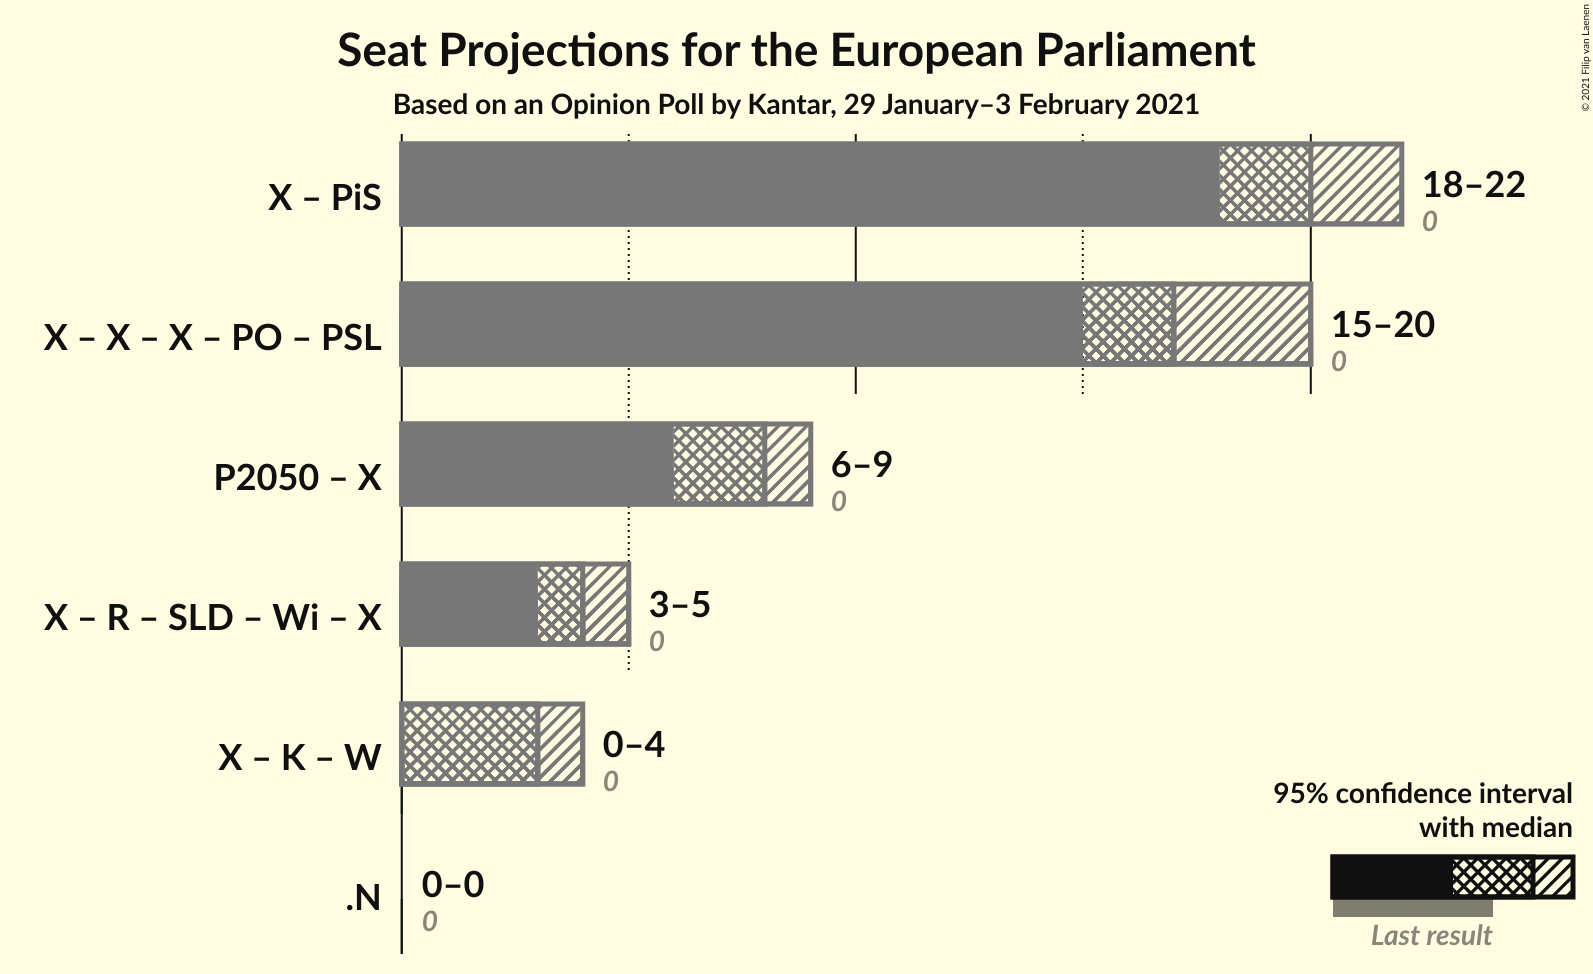 Seat Projections for the European Parliament
Based on an Opinion Poll by Kantar, 29 January–3 February 2021
© 2021 Filip van Laenen
X – PiS
18–22
0
X – X – X – PO – PSL
15–20
0
P2050 – X
6–9
0
X – R – SLD – Wi – X
3–5
0
X – K – W
0–4
0
.N
0–0
0
95% confidence interval
with median
Last result